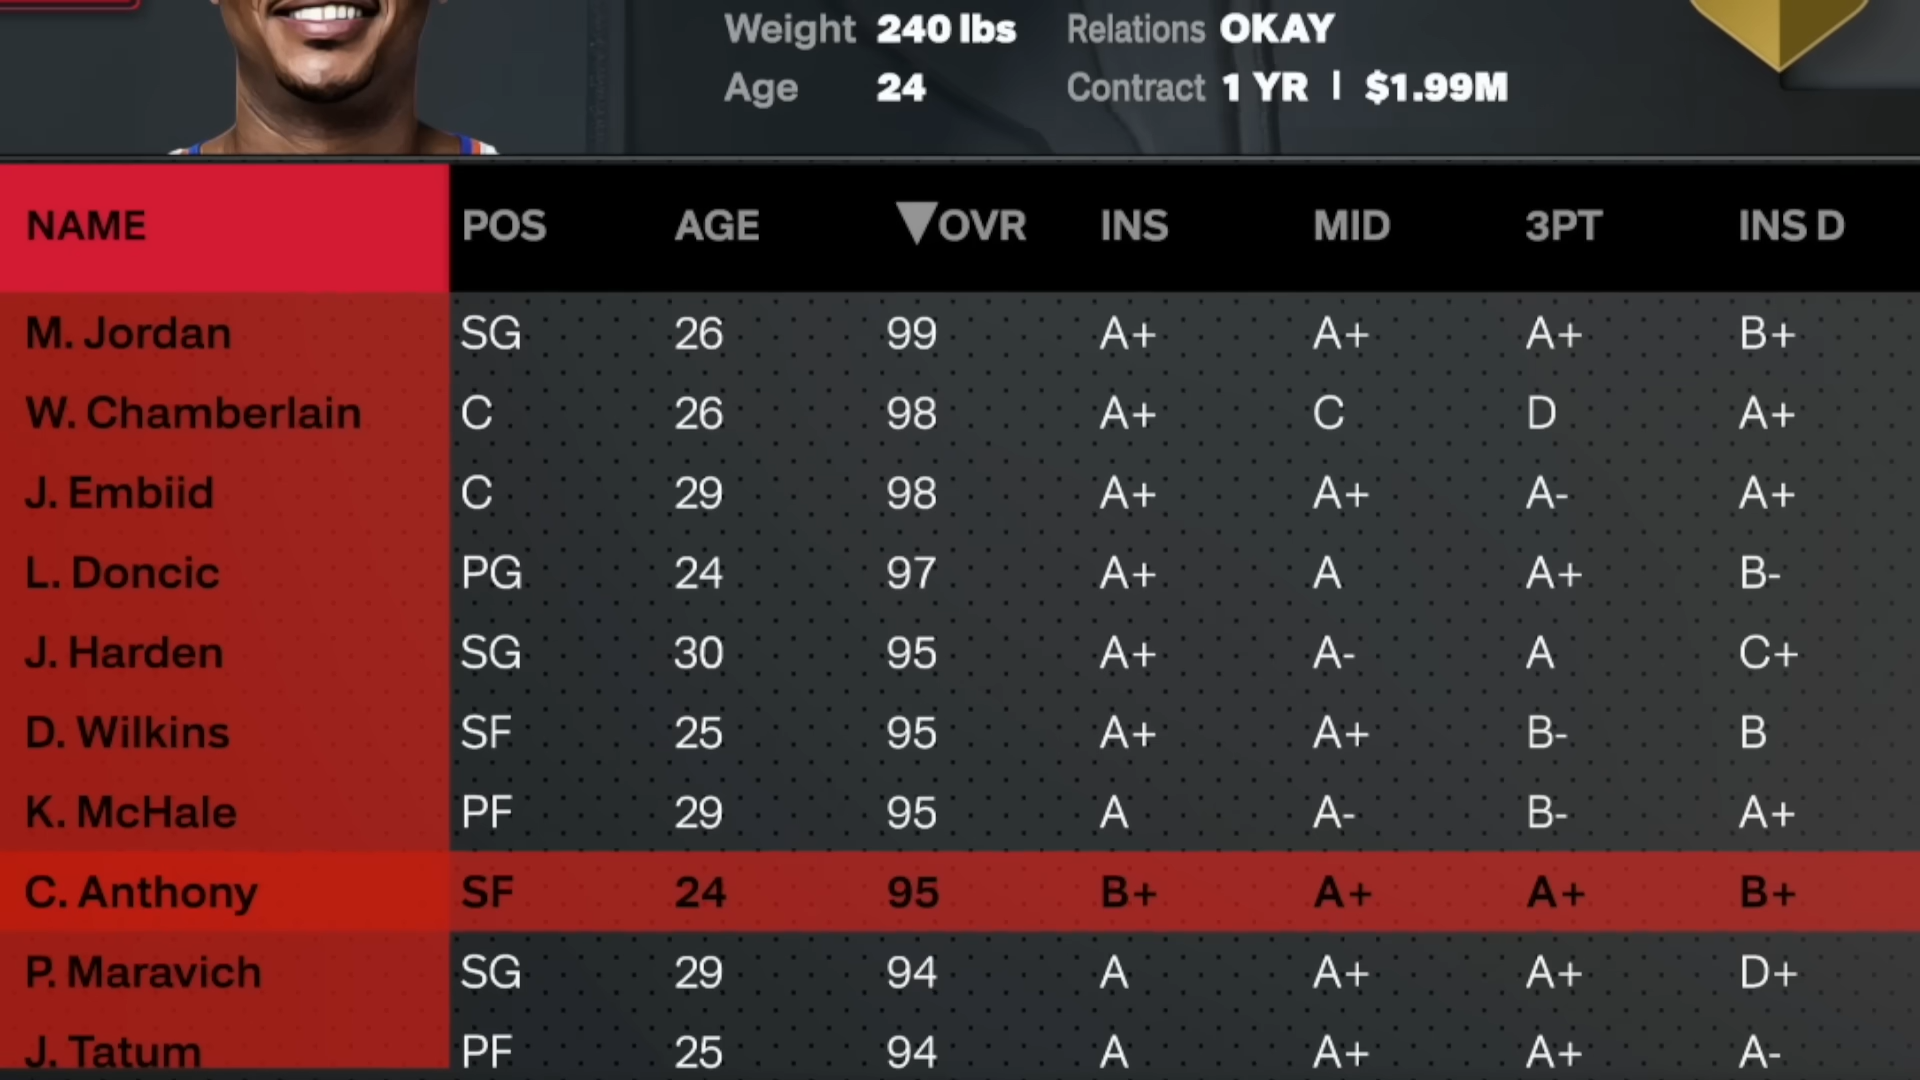 Weight 240 lbs Relations OKAY
Age 24 Contract 1 YR | $1.99M
NAME POS AGE ▼OVR INS MID 3PT INS D
M. Jordan SG 26 99 A+ A+ A+ B+
W. Chamberlain C 26 98 A+ C D A+
J. Embiid C 29 98 A+ A+ A- A+
L. Doncic PG 24 97 A+ A A+ B-
J. Harden SG 30 95 A+ A- A C+
D. Wilkins SF 25 95 A+ A+ B- B
K. McHale PF 29 95 A A- B- A+
C. Anthony SF 24 95 B+ A+ A+ B+
P. Maravich SG 29 94 A A+ A+ D+
J. Tatum PF 25 94 A A+ A+ A-